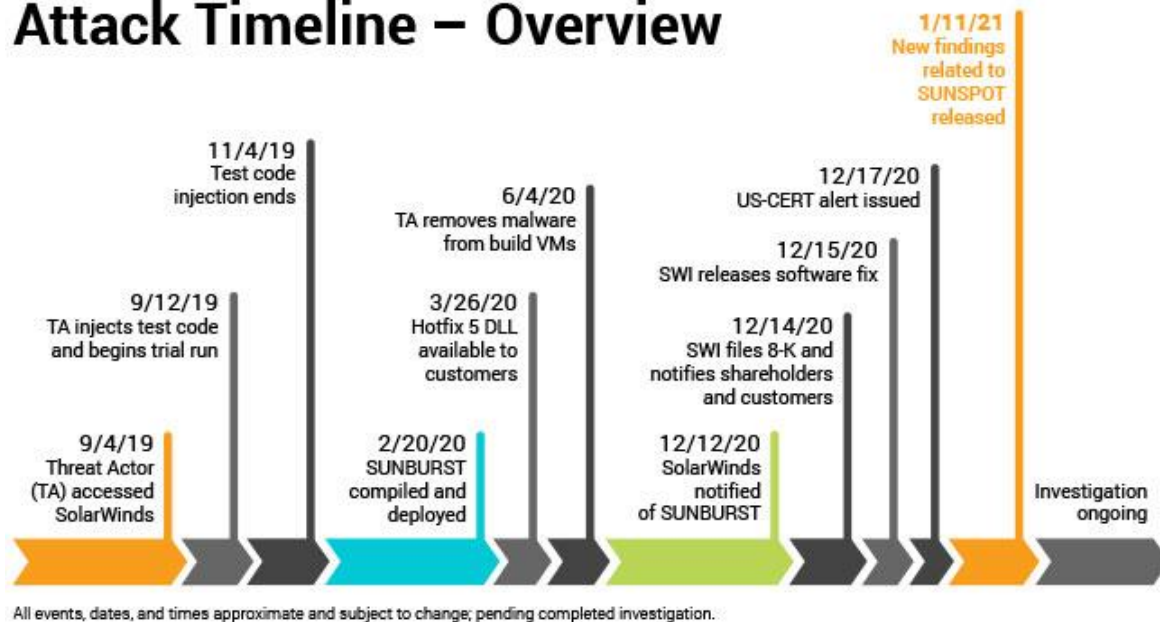 Attack Timeline – Overview
9/4/19
Threat Actor
(TA) accessed
SolarWinds
9/12/19
TA injects test code
and begins trial run
11/4/19
Test code
injection ends
2/20/20
SUNBURST
compiled and
deployed
3/26/20
Hotfix 5 DLL
available to
customers
6/4/20
TA removes malware
from build VMs
12/12/20
SolarWinds
notified
of SUNBURST
12/14/20
SWI files 8-K and
notifies shareholders
and customers
12/15/20
SWI releases software fix
12/17/20
US-CERT alert issued
1/11/21
New findings
related to
SUNSPOT
released
Investigation
ongoing
All events, dates, and times approximate and subject to change; pending completed investigation.